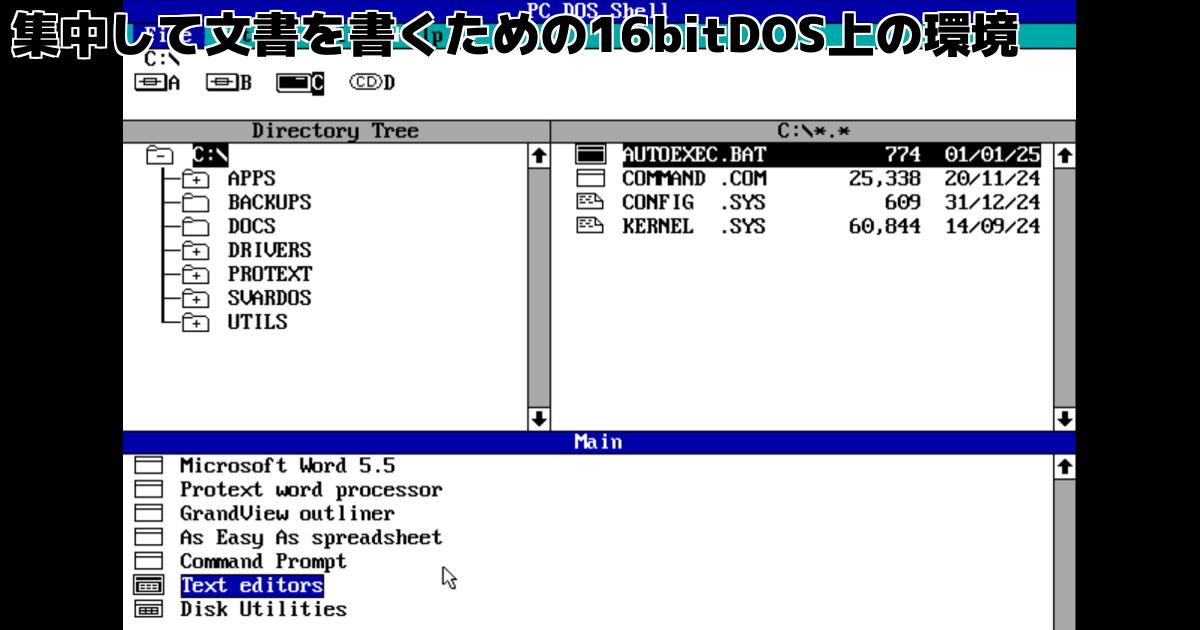 PC DOS Shell
集中して文書を書くための16bitDOS上の環境
C:\
A B C CD D
Directory Tree C:\*.*
C:\ AUTOEXEC.BAT 774 01/01/25
APPS COMMAND .COM 25,338 20/11/24
BACKUPS CONFIG .SYS 609 31/12/24
DOCS KERNEL .SYS 60,844 14/09/24
DRIVERS
PROTEXT
SVARDOS
UTILS
Main
Microsoft Word 5.5
Protext word processor
GrandView outliner
As Easy As spreadsheet
Command Prompt
Text editors
Disk Utilities